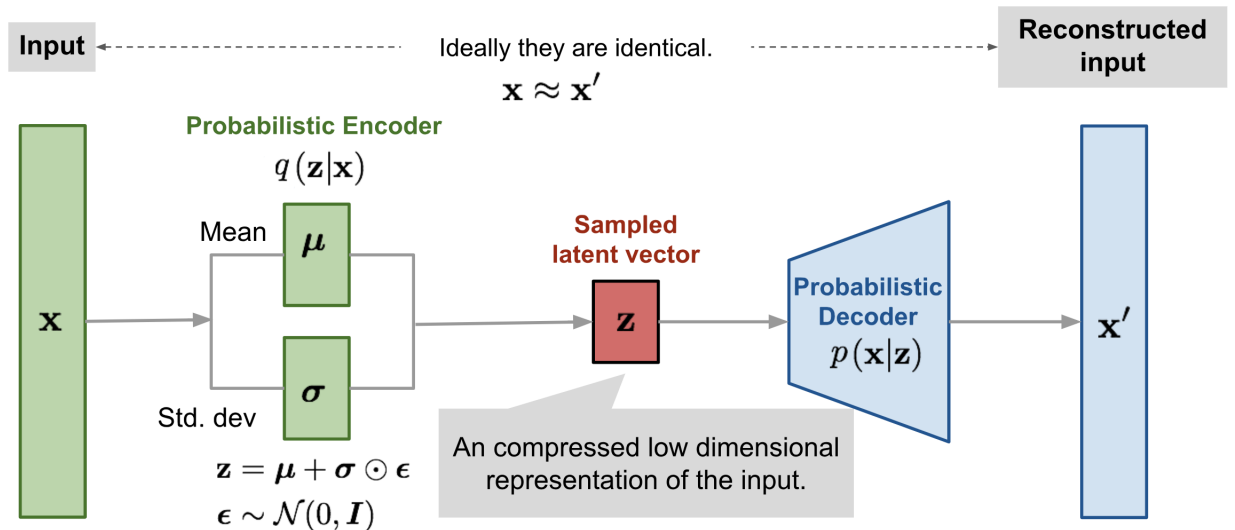 Input
Ideally they are identical.
x ≈ x′
Reconstructed
input
Probabilistic Encoder
q(z|x)
Mean
μ
x
σ
Std. dev
z = μ + σ ⊙ ϵ
ϵ ∼ 𝒩(0, I)
Sampled
latent vector
z
An compressed low dimensional
representation of the input.
Probabilistic
Decoder
p(x|z)
x′